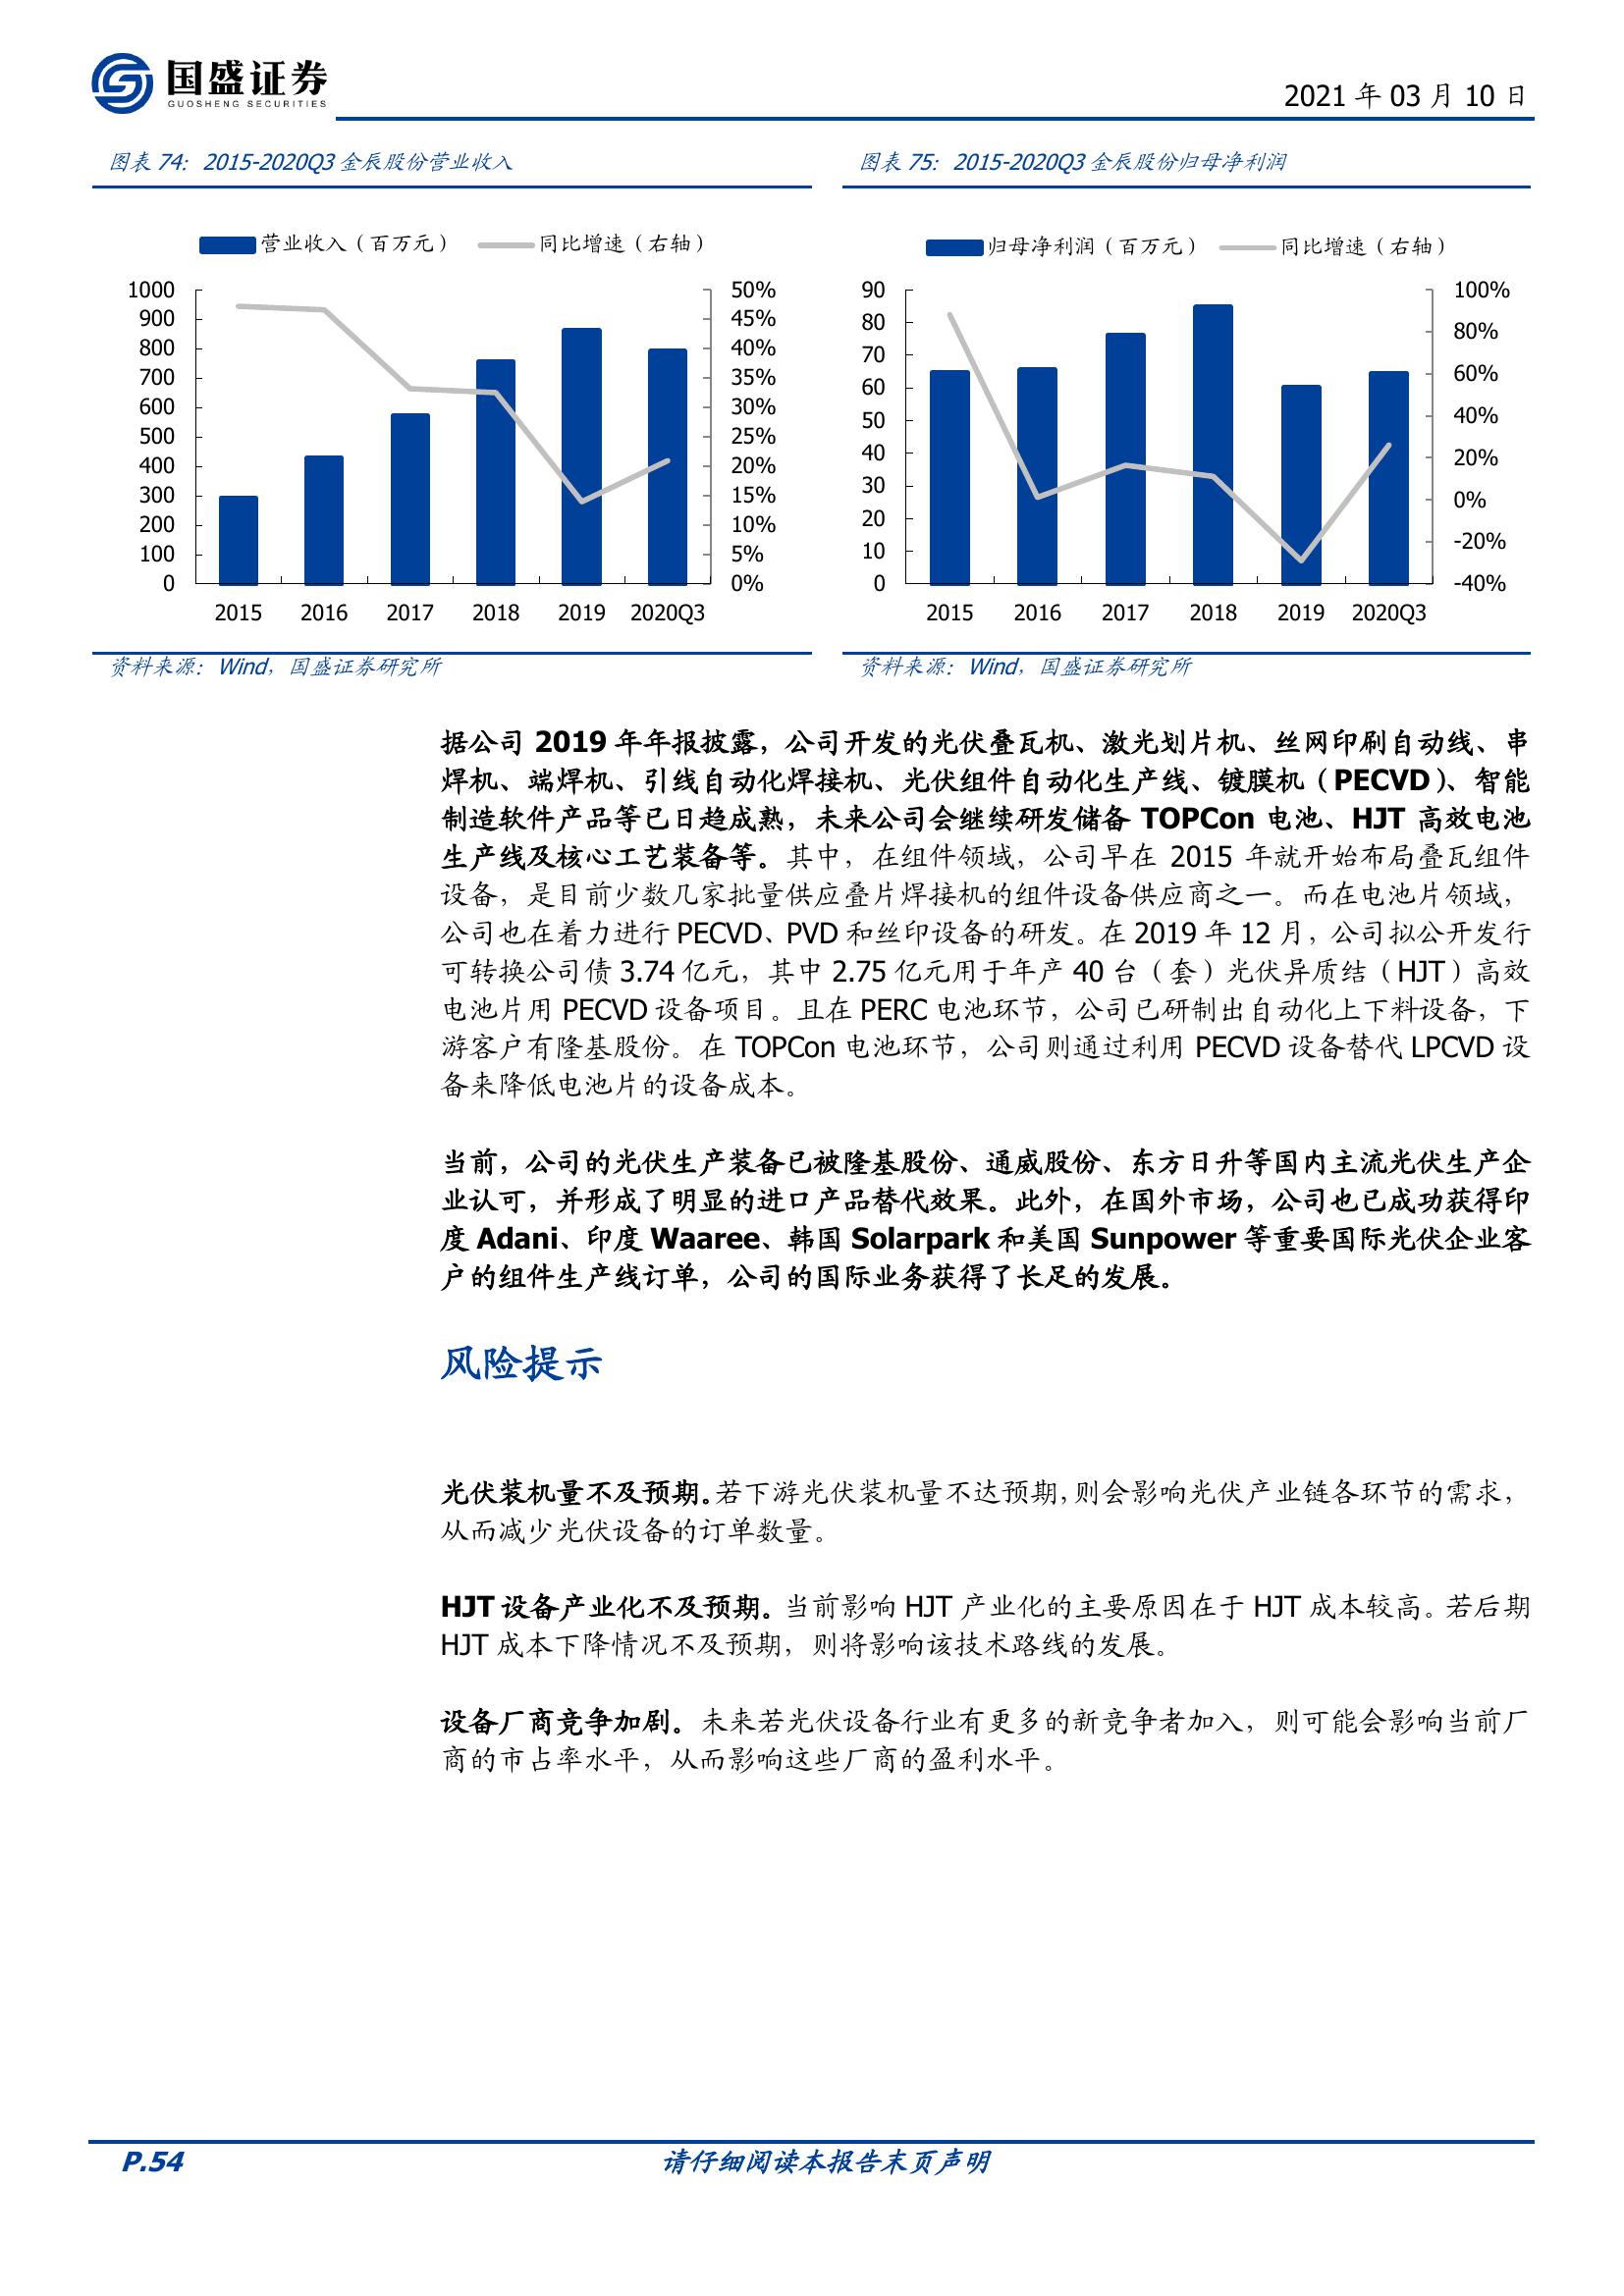 国盛证券
GUOSHENG SECURITIES
2021 年 03 月 10 日
图表 74：2015-2020Q3 金辰股份营业收入
营业收入（百万元）
同比增速（右轴）
1000
900
800
700
600
500
400
300
200
100
0
50%
45%
40%
35%
30%
25%
20%
15%
10%
5%
0%
2015 2016 2017 2018 2019 2020Q3
资料来源：Wind，国盛证券研究所
图表 75：2015-2020Q3 金辰股份归母净利润
归母净利润（百万元）
同比增速（右轴）
90
80
70
60
50
40
30
20
10
0
100%
80%
60%
40%
20%
0%
-20%
-40%
2015 2016 2017 2018 2019 2020Q3
资料来源：Wind，国盛证券研究所
据公司 2019 年年报披露，公司开发的光伏叠瓦机、激光划片机、丝网印刷自动线、串
焊机、端焊机、引线自动化焊接机、光伏组件自动化生产线、镀膜机（PECVD）、智能
制造软件产品等已日趋成熟，未来公司会继续研发储备 TOPCon 电池、HJT 高效电池
生产线及核心工艺装备等。其中，在组件领域，公司早在 2015 年就开始布局叠瓦组件
设备，是目前少数几家批量供应叠片焊接机的组件设备供应商之一。而在电池片领域，
公司也在着力进行 PECVD、PVD 和丝印设备的研发。在 2019 年 12 月，公司拟公开发行
可转换公司债 3.74 亿元，其中 2.75 亿元用于年产 40 台（套）光伏异质结（HJT）高效
电池片用 PECVD 设备项目。且在 PERC 电池环节，公司已研制出自动化上下料设备，下
游客户有隆基股份。在 TOPCon 电池环节，公司则通过利用 PECVD 设备替代 LPCVD 设
备来降低电池片的设备成本。
当前，公司的光伏生产装备已被隆基股份、通威股份、东方日升等国内主流光伏生产企
业认可，并形成了明显的进口产品替代效果。此外，在国外市场，公司也已成功获得印
度 Adani、印度 Waaree、韩国 Solarpark 和美国 Sunpower 等重要国际光伏企业客
户的组件生产线订单，公司的国际业务获得了长足的发展。
风险提示
光伏装机量不及预期。若下游光伏装机量不达预期，则会影响光伏产业链各环节的需求，
从而减少光伏设备的订单数量。
HJT 设备产业化不及预期。当前影响 HJT 产业化的主要原因在于 HJT 成本较高。若后期
HJT 成本下降情况不及预期，则将影响该技术路线的发展。
设备厂商竞争加剧。未来若光伏设备行业有更多的新竞争者加入，则可能会影响当前厂
商的市占率水平，从而影响这些厂商的盈利水平。
P.54
请仔细阅读本报告末页声明